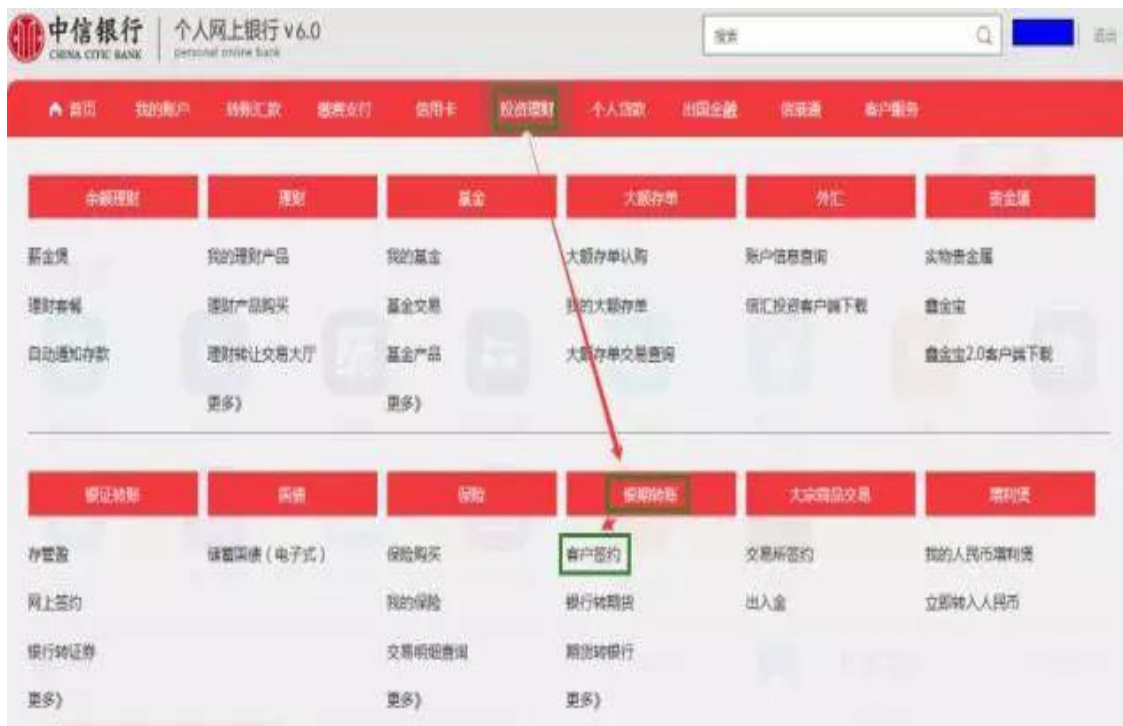 中信银行 个人网上银行 v6.0
CHINA CITIC BANK personal online bank
搜索
退出
首页 我的账户 转账汇款 缴费支付 信用卡 投资理财 个人贷款 出国金融 信银通 客户服务
余额理财 理财 基金 大额存单 外汇 贵金属
薪金煲 我的理财产品 我的基金 大额存单认购 账户信息查询 实物贵金属
理财套餐 理财产品购买 基金交易 我的大额存单 信汇投资客户端下载 鑫金宝
自动通知存款 理财转让交易大厅 基金产品 大额存单交易查询 鑫金宝2.0客户端下载
更多》 更多》
银证转账 国债 保险 银期转账 大宗商品交易 增利煲
存管盈 储蓄国债（电子式） 保险购买 客户签约 交易所签约 我的人民币增利煲
网上签约 我的保险 银行转期货 出入金 立即转入人民币
银行转证券 交易明细查询 期货转银行
更多》 更多》 更多》